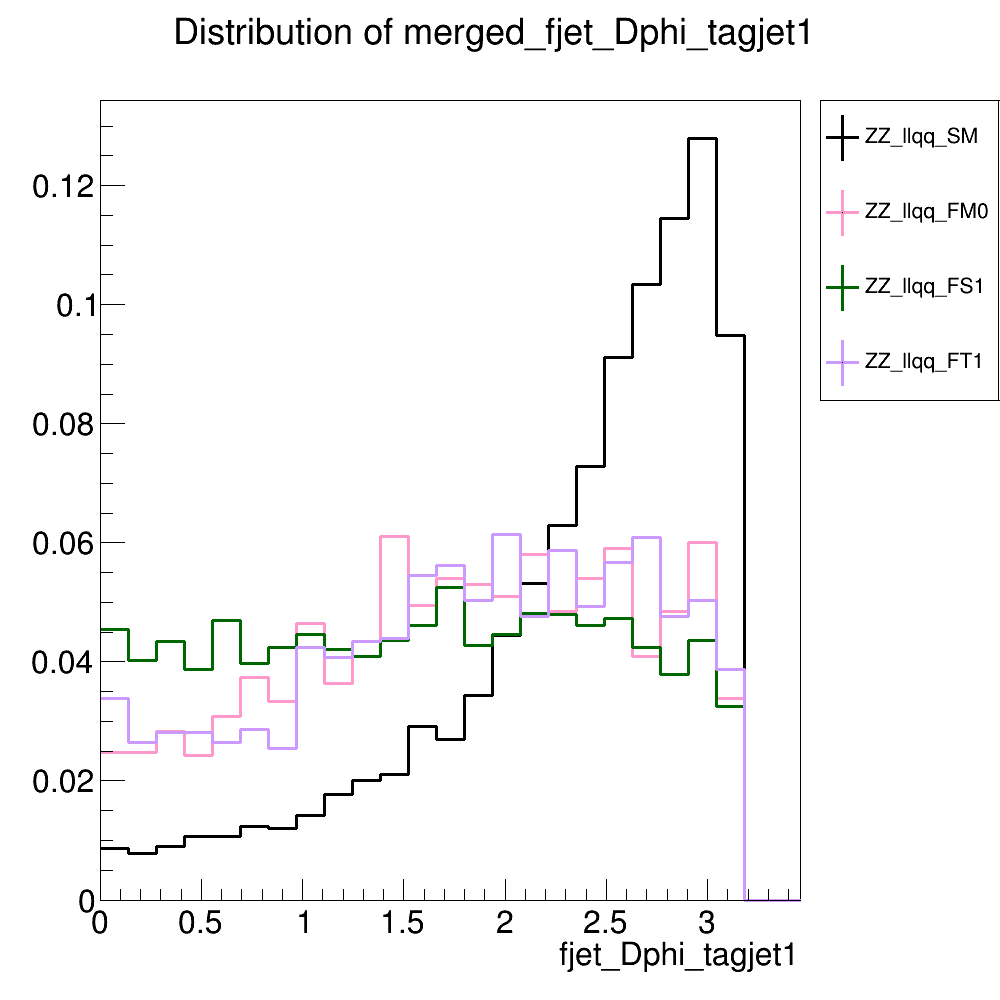 Distribution of merged_fjet_Dphi_tagjet1
ZZ_llqq_SM
ZZ_llqq_FM0
ZZ_llqq_FS1
ZZ_llqq_FT1
0.12
0.1
0.08
0.06
0.04
0.02
0
0 0.5 1 1.5 2 2.5 3
fjet_Dphi_tagjet1